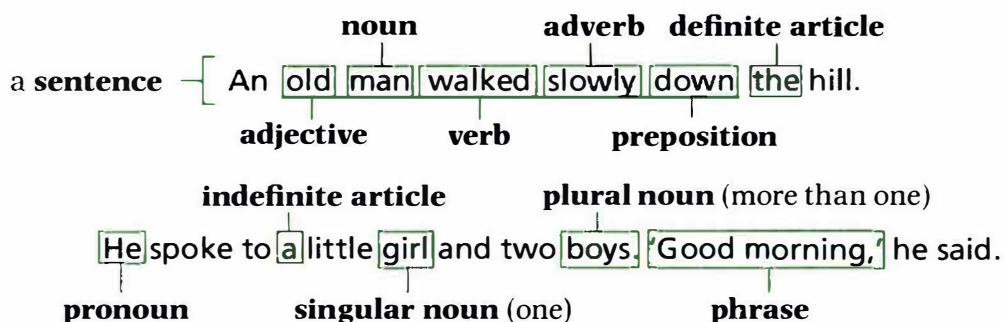 noun adverb definite article
a sentence An old man walked slowly down the hill.
adjective verb preposition
indefinite article plural noun (more than one)
He spoke to a little girl and two boys. 'Good morning,' he said.
pronoun singular noun (one) phrase